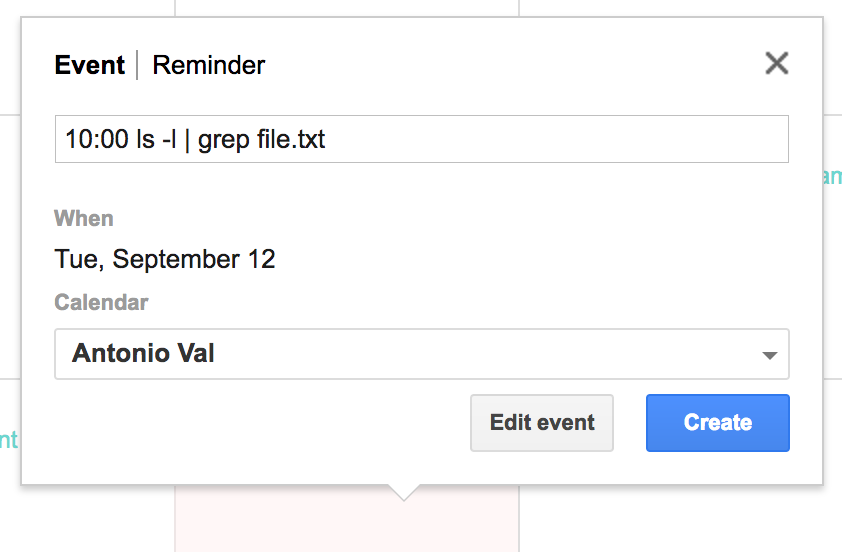 Event | Reminder
10:00 ls -l | grep file.txt
When
Tue, September 12
Calendar
Antonio Val
Edit event
Create
am
nt